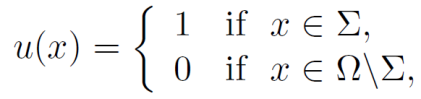 u(x) = { 1 if x ∈ Σ,
0 if x ∈ Ω\Σ,